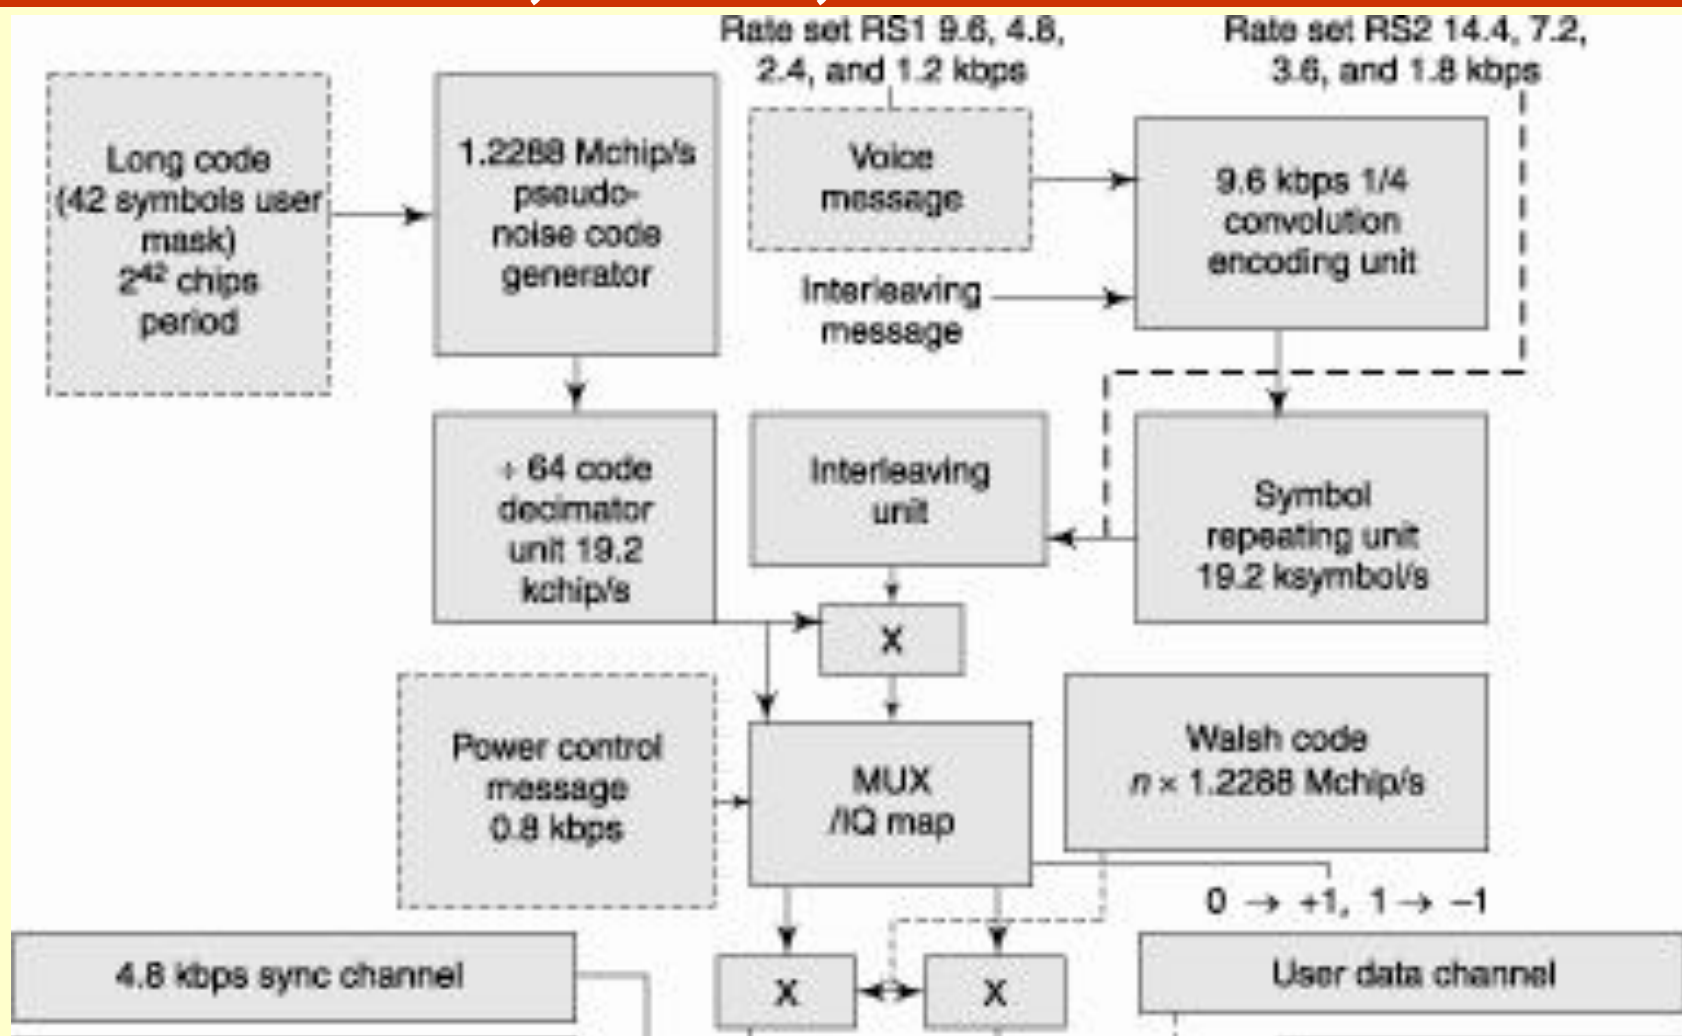 Rate set RS1 9.6, 4.8,
2.4, and 1.2 kbps
Rate set RS2 14.4, 7.2,
3.6, and 1.8 kbps
Long code
(42 symbols user
mask)
2⁴² chips
period
1.2288 Mchip/s
pseudo-
noise code
generator
Voice
message
9.6 kbps 1/4
convolution
encoding unit
Interleaving
message
÷ 64 code
decimator
unit 19.2
kchip/s
Interleaving
unit
Symbol
repeating unit
19.2 ksymbol/s
X
Power control
message
0.8 kbps
MUX
/IQ map
Walsh code
n × 1.2288 Mchip/s
0 → +1, 1 → −1
4.8 kbps sync channel
X
X
User data channel